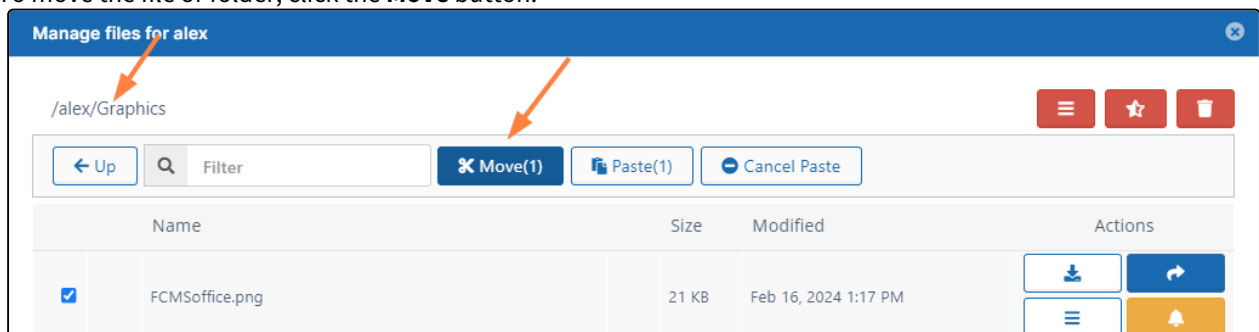 To move the file or folder, click the MOVE button.
Manage files for alex
/alex/Graphics
Up Filter Move(1) Paste(1) Cancel Paste
Name Size Modified Actions
FCMSoffice.png 21 KB Feb 16, 2024 1:17 PM